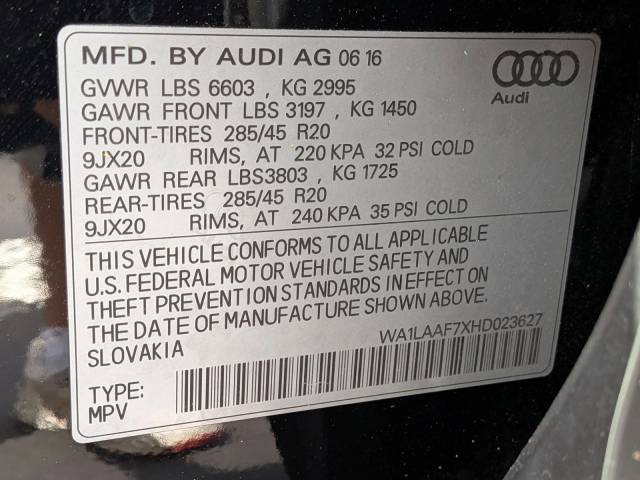 MFD. BY AUDI AG 06 16
GVWR LBS 6603 , KG 2995
GAWR FRONT LBS 3197 , KG 1450
FRONT-TIRES 285/45 R20
9JX20 RIMS, AT 220 KPA 32 PSI COLD
GAWR REAR LBS3803 , KG 1725
REAR-TIRES 285/45 R20
9JX20 RIMS, AT 240 KPA 35 PSI COLD
THIS VEHICLE CONFORMS TO ALL APPLICABLE
U.S. FEDERAL MOTOR VEHICLE SAFETY AND
THEFT PREVENTION STANDARDS IN EFFECT ON
THE DATE OF MANUFACTURE SHOWN ABOVE.
SLOVAKIA
WA1LAAF7XHD023627
TYPE:
MPV
Audi